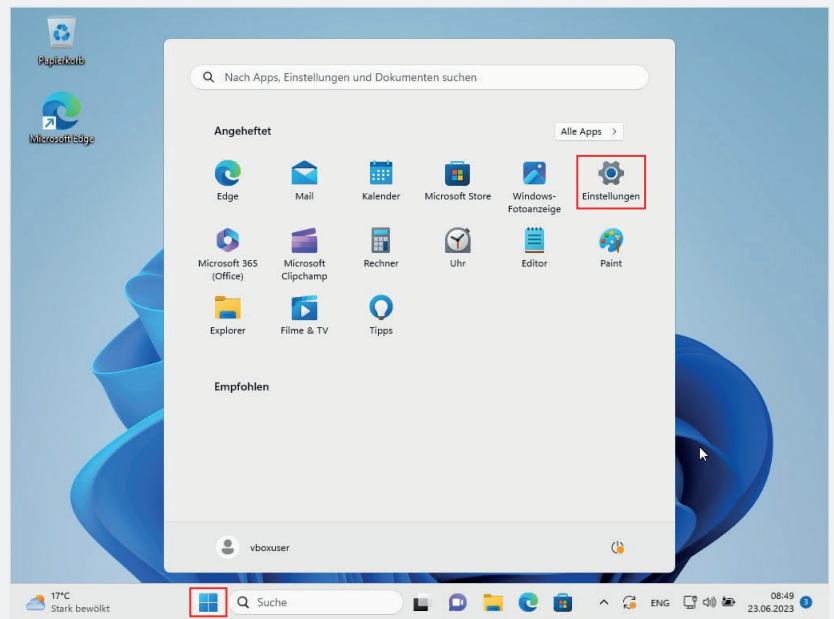 Papierkorb
Microsoft Edge
Nach Apps, Einstellungen und Dokumenten suchen
Angeheftet
Alle Apps
Edge
Mail
Kalender
Microsoft Store
Windows-
Fotoanzeige
Einstellungen
Microsoft 365
(Office)
Microsoft
Clipchamp
Rechner
Uhr
Editor
Paint
Explorer
Filme & TV
Tipps
Empfohlen
vboxuser
17°C
Stark bewölkt
Suche
ENG
08:49
23.06.2023
3